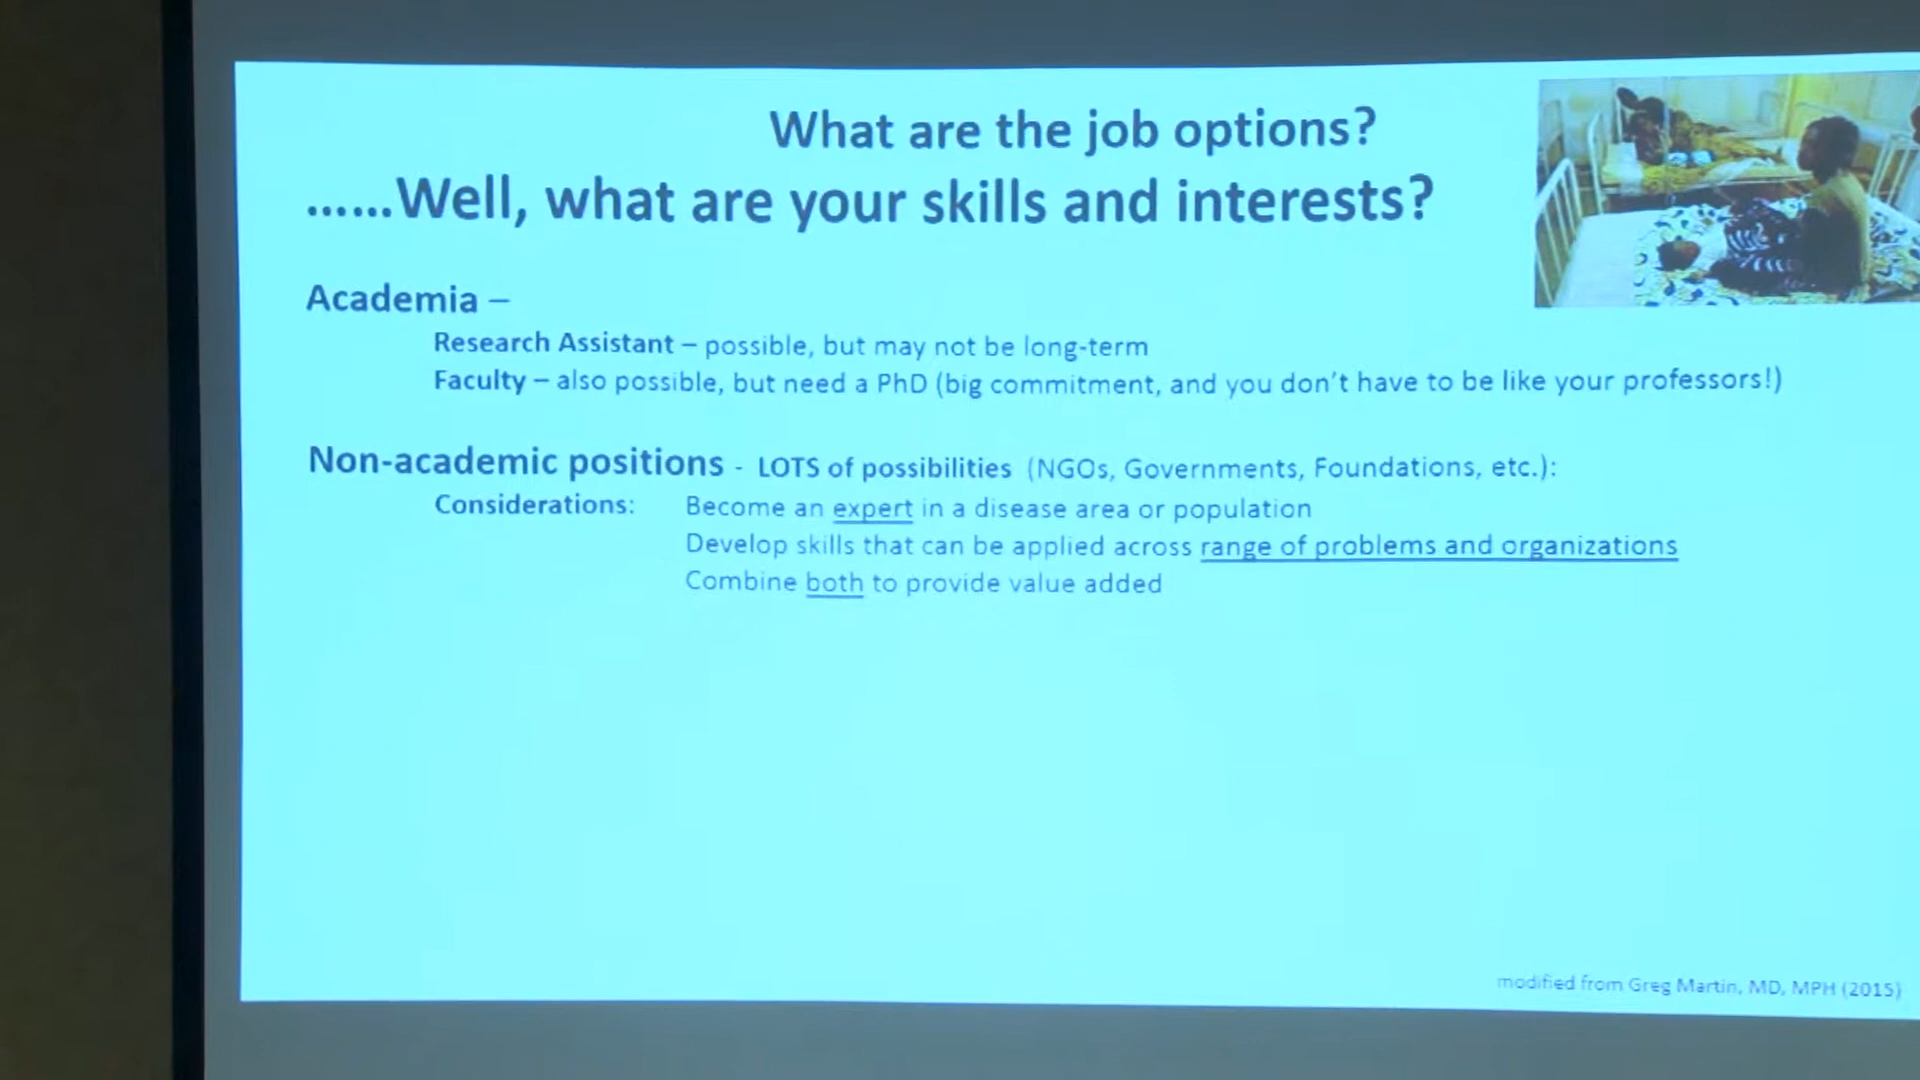 What are the job options?
......Well, what are your skills and interests?
Academia –
Research Assistant – possible, but may not be long-term
Faculty – also possible, but need a PhD (big commitment, and you don't have to be like your professors!)
Non-academic positions - LOTS of possibilities (NGOs, Governments, Foundations, etc.):
Considerations: Become an expert in a disease area or population
Develop skills that can be applied across range of problems and organizations
Combine both to provide value added
modified from Greg Martin, MD, MPH (2015)